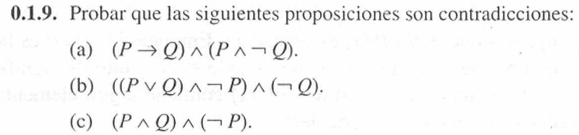 0.1.9. Probar que las siguientes proposiciones son contradicciones:
(a) (P → Q) ∧ (P ∧ ¬ Q).
(b) ((P ∨ Q) ∧ ¬ P) ∧ (¬ Q).
(c) (P ∧ Q) ∧ (¬ P).